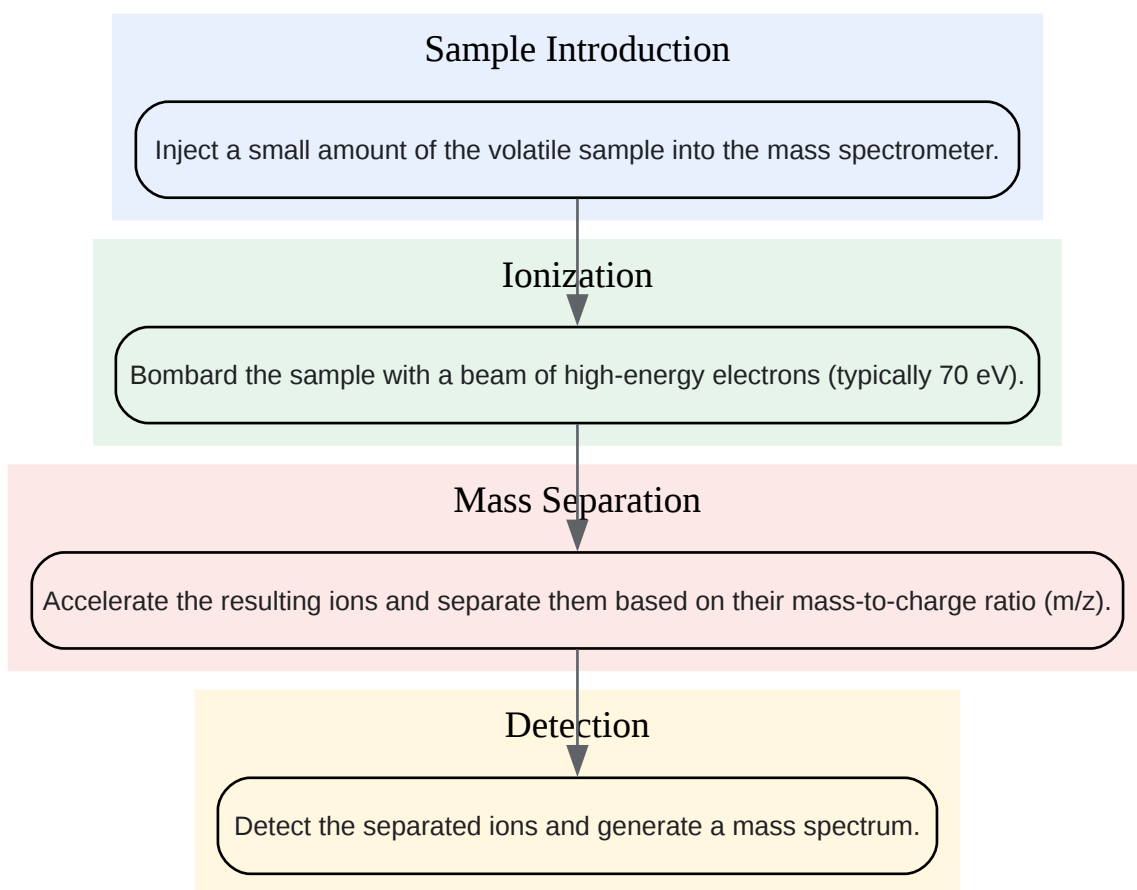 Sample Introduction
Inject a small amount of the volatile sample into the mass spectrometer.
Ionization
Bombard the sample with a beam of high-energy electrons (typically 70 eV).
Mass Separation
Accelerate the resulting ions and separate them based on their mass-to-charge ratio (m/z).
Detection
Detect the separated ions and generate a mass spectrum.